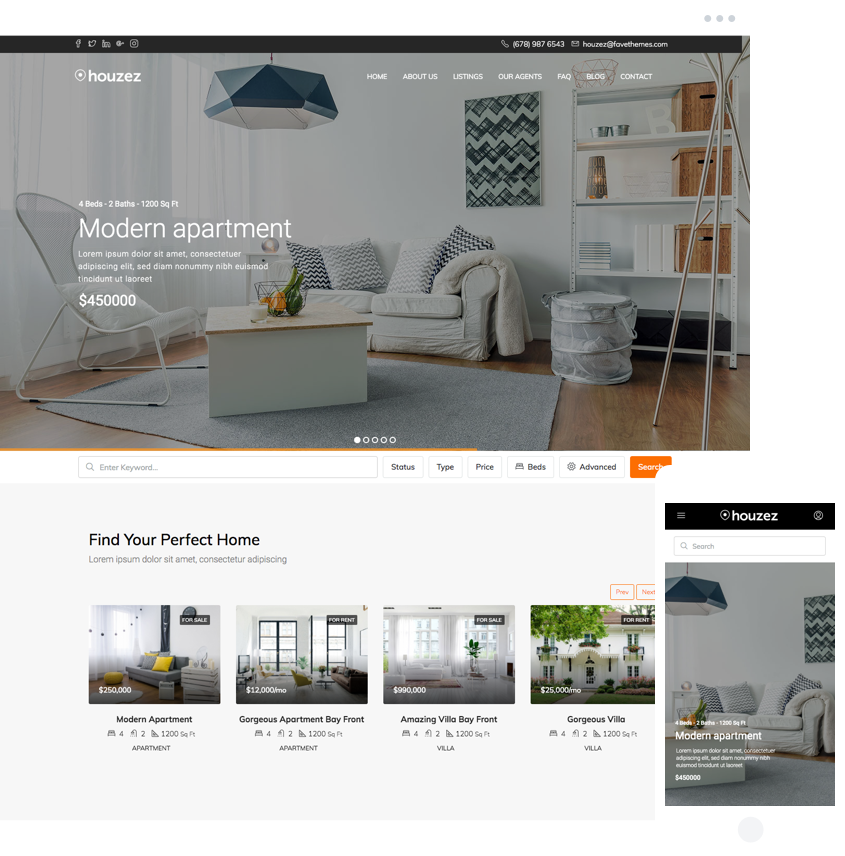 (678) 987 6543 houzez@favethemes.com
houzez
HOME ABOUT US LISTINGS OUR AGENTS FAQ BLOG CONTACT
4 Beds - 2 Baths - 1200 Sq Ft
Modern apartment
Lorem ipsum dolor sit amet, consectetuer
adipiscing elit, sed diam nonummy nibh euismod
tincidunt ut laoreet
$450000
Enter Keyword... Status Type Price Beds Advanced Search
Find Your Perfect Home
Lorem ipsum dolor sit amet, consectetur adipiscing
Prev Next
FOR SALE FOR RENT FOR SALE FOR RENT
$250,000 $12,000/mo $990,000 $25,000/mo
Modern Apartment Gorgeous Apartment Bay Front Amazing Villa Bay Front Gorgeous Villa
4 2 1200 Sq Ft 4 2 1200 Sq Ft 4 2 1200 Sq Ft 4 2 1200 Sq Ft
APARTMENT APARTMENT VILLA VILLA
houzez
Search
4 Beds - 2 Baths - 1200 Sq Ft
Modern apartment
Lorem ipsum dolor sit amet, consectetuer
adipiscing elit, sed diam nonummy nibh
euismod tincidunt ut laoreet
$450000